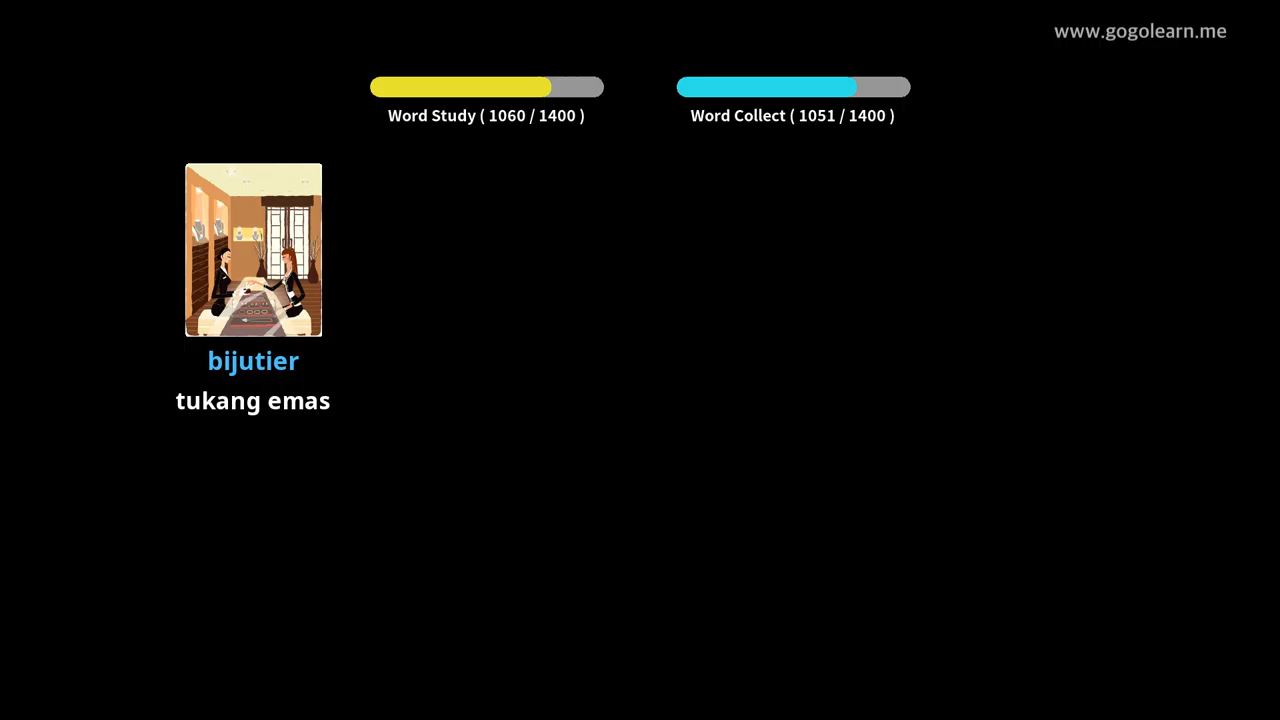 www.gogolearn.me
Word Study ( 1060 / 1400 )
Word Collect ( 1051 / 1400 )
bijutier
tukang emas